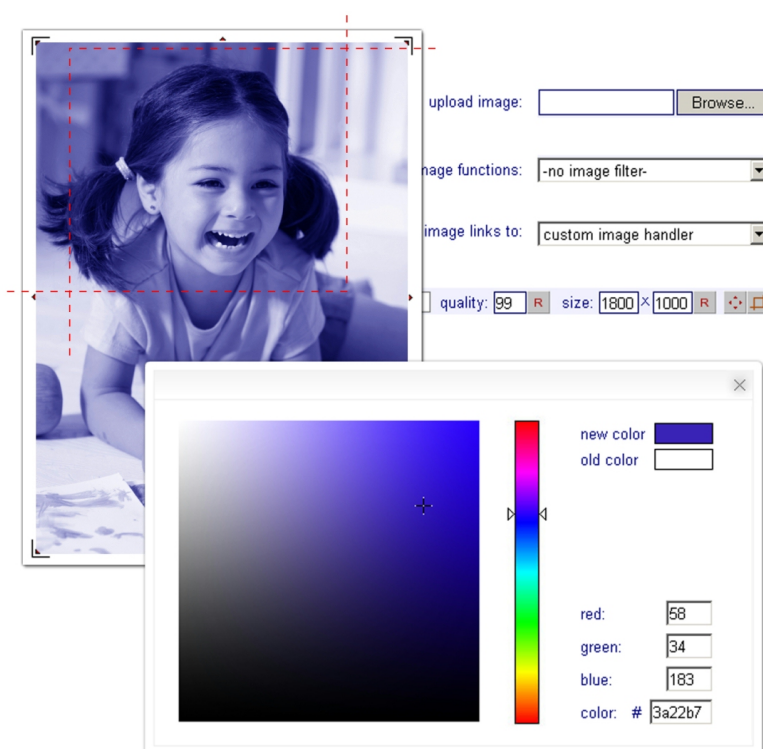 upload image:
Browse...
image functions:
-no image filter-
image links to:
custom image handler
quality: 99 R size: 1800 x 1000 R
new color
old color
red: 58
green: 34
blue: 183
color: # 3a22b7